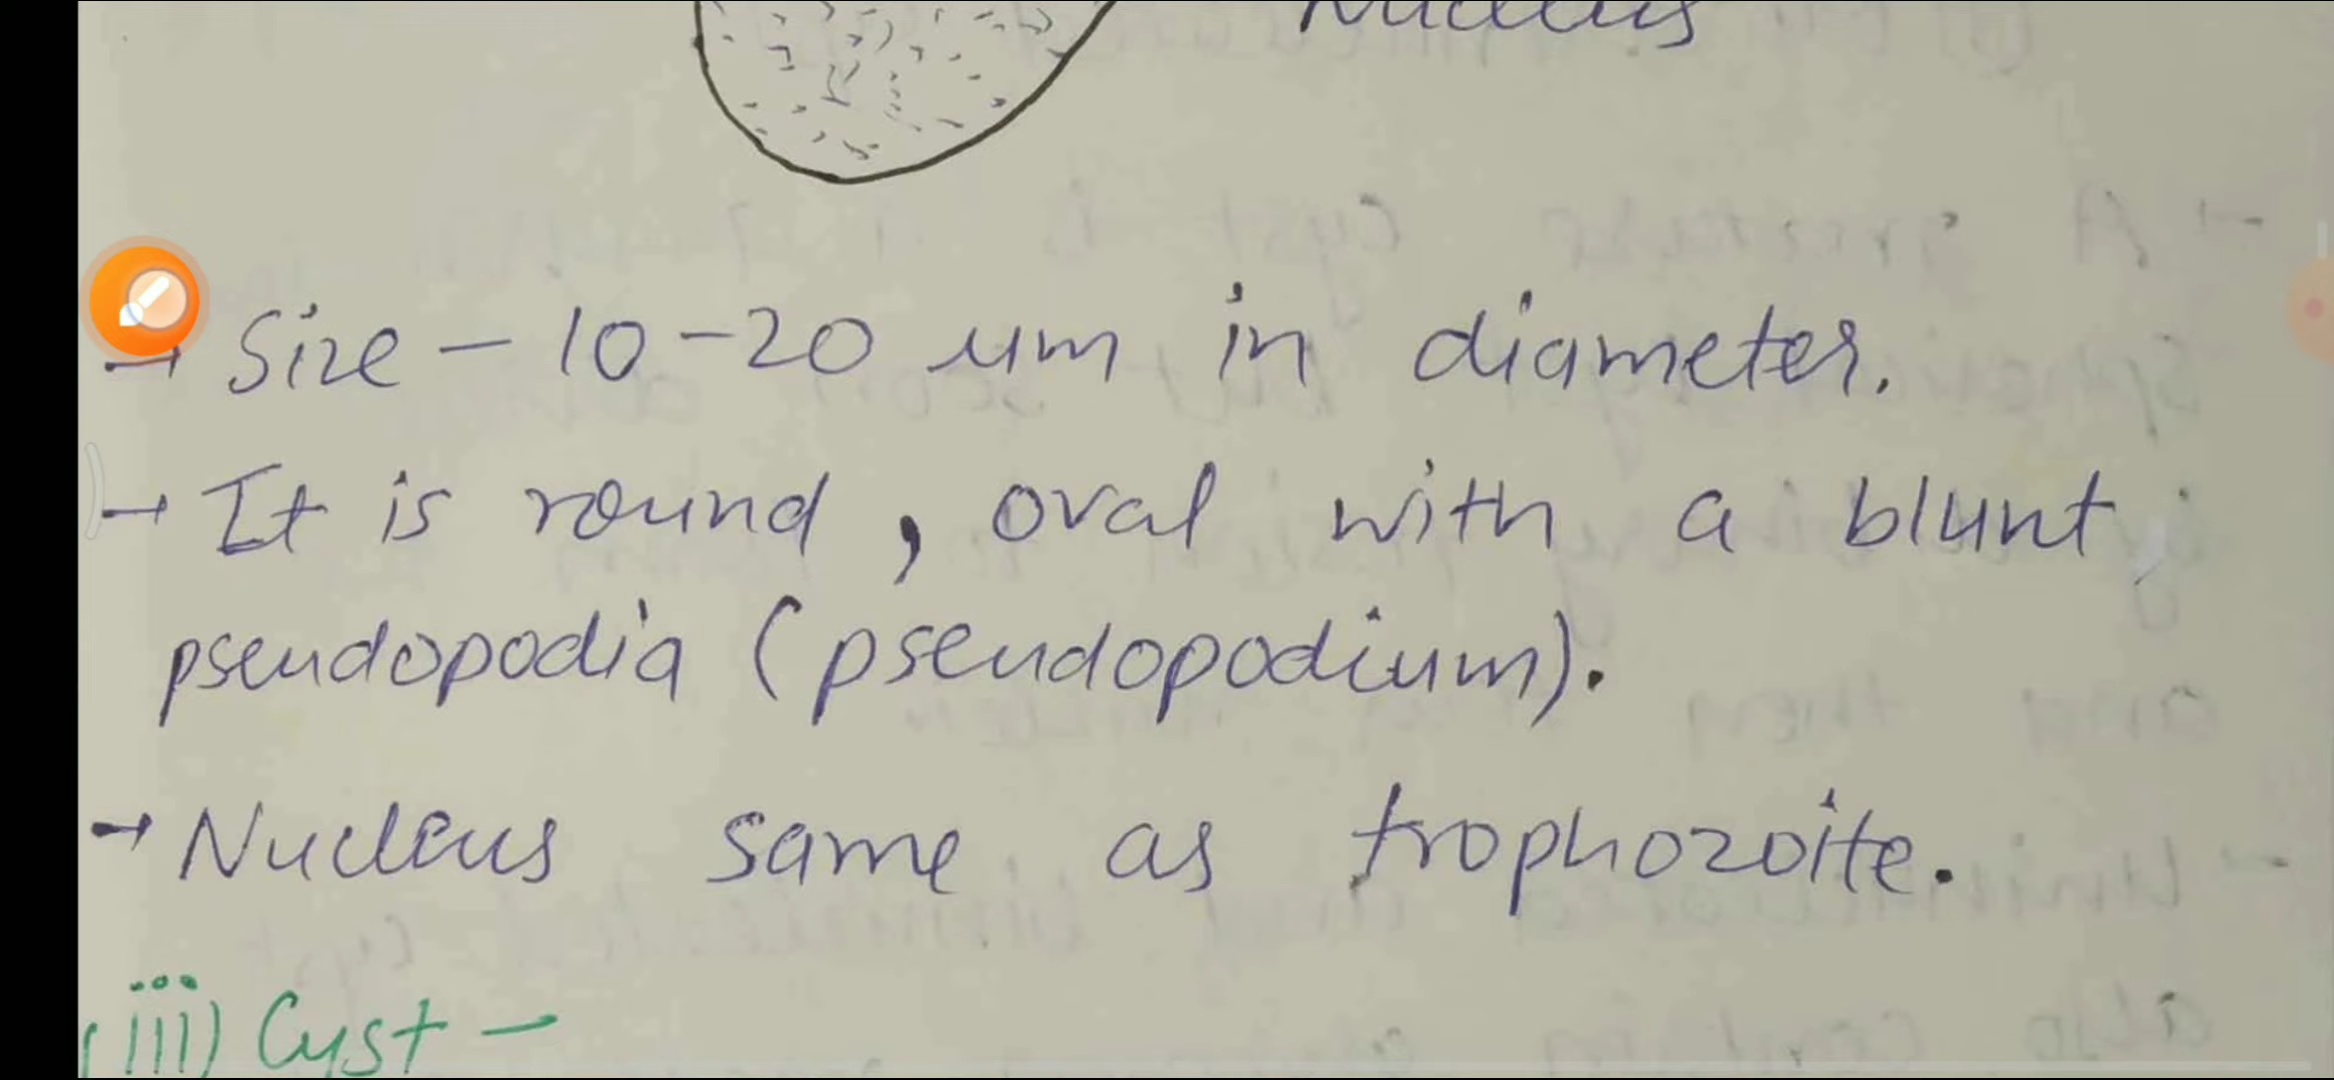 Nucleus
→ Size - 10-20 um in diameter.
→ It is round, oval with a blunt
pseudopodia (pseudopodium).
→ Nucleus same as trophozoite.
(iii) Cyst -